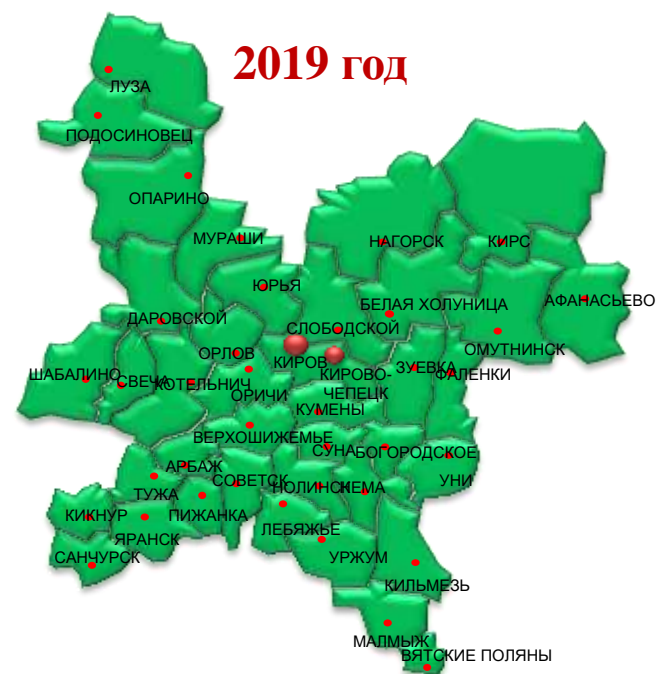 2019 год
ЛУЗА
ПОДОСИНОВЕЦ
ОПАРИНО
МУРАШИ
НАГОРСК
КИРС
ЮРЬЯ
БЕЛАЯ ХОЛУНИЦА
АФАНАСЬЕВО
ДАРОВСКОЙ
СЛОБОДСКОЙ
ОМУТНИНСК
ОРЛОВ
КИРОВ
КИРОВО-
ЧЕПЕЦК
ЗУЕВКА
ФАЛЕНКИ
ШАБАЛИНО
СВЕЧА
КОТЕЛЬНИЧ
ОРИЧИ
КУМЕНЫ
ВЕРХОШИЖЕМЬЕ
СУНА
БОГОРОДСКОЕ
АРБАЖ
СОВЕТСК
НОЛИНСК
НЕМА
УНИ
ТУЖА
КИКНУР
ПИЖАНКА
ЛЕБЯЖЬЕ
ЯРАНСК
САНЧУРСК
УРЖУМ
КИЛЬМЕЗЬ
МАЛМЫЖ
ВЯТСКИЕ ПОЛЯНЫ